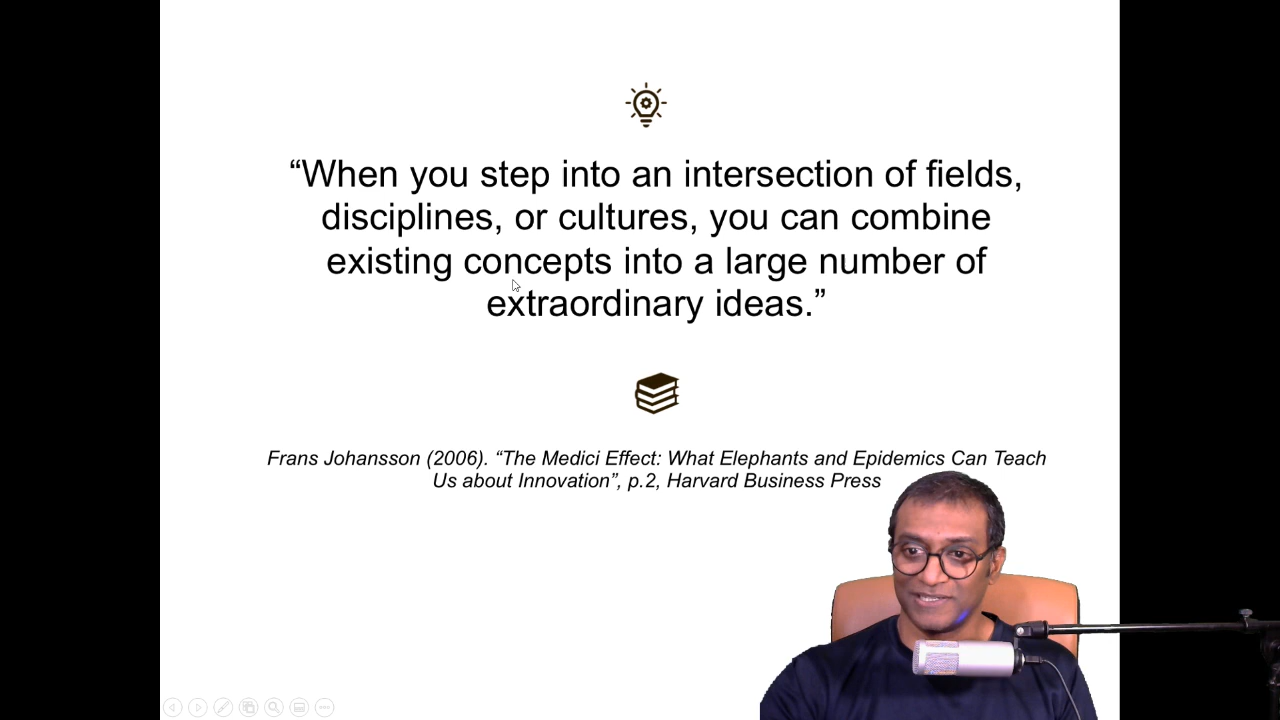 “When you step into an intersection of fields,
disciplines, or cultures, you can combine
existing concepts into a large number of
extraordinary ideas.”
Frans Johansson (2006). “The Medici Effect: What Elephants and Epidemics Can Teach
Us about Innovation”, p.2, Harvard Business Press